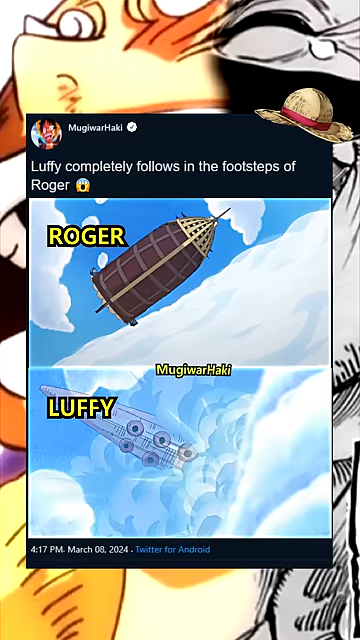 MugiwarHaki
Luffy completely follows in the footsteps of
Roger 😱
ROGER
MugiwarHaki
LUFFY
4:17 PM· March 08, 2024 · Twitter for Android